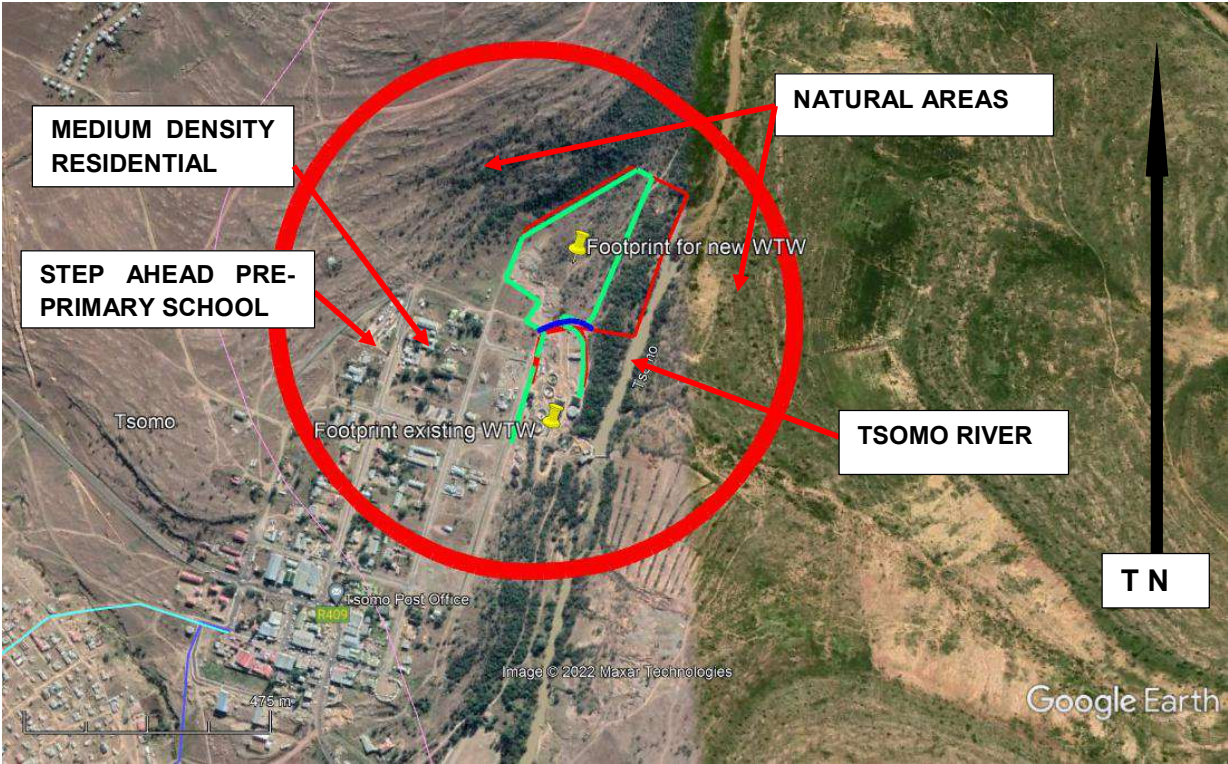 NATURAL AREAS
MEDIUM DENSITY
RESIDENTIAL
STEP AHEAD PRE-
PRIMARY SCHOOL
Footprint for new WTW
Tsomo
Tsomo
Footprint existing WTW
TSOMO RIVER
T N
Tsomo Post Office
R409
Image © 2022 Maxar Technologies
475 m
Google Earth